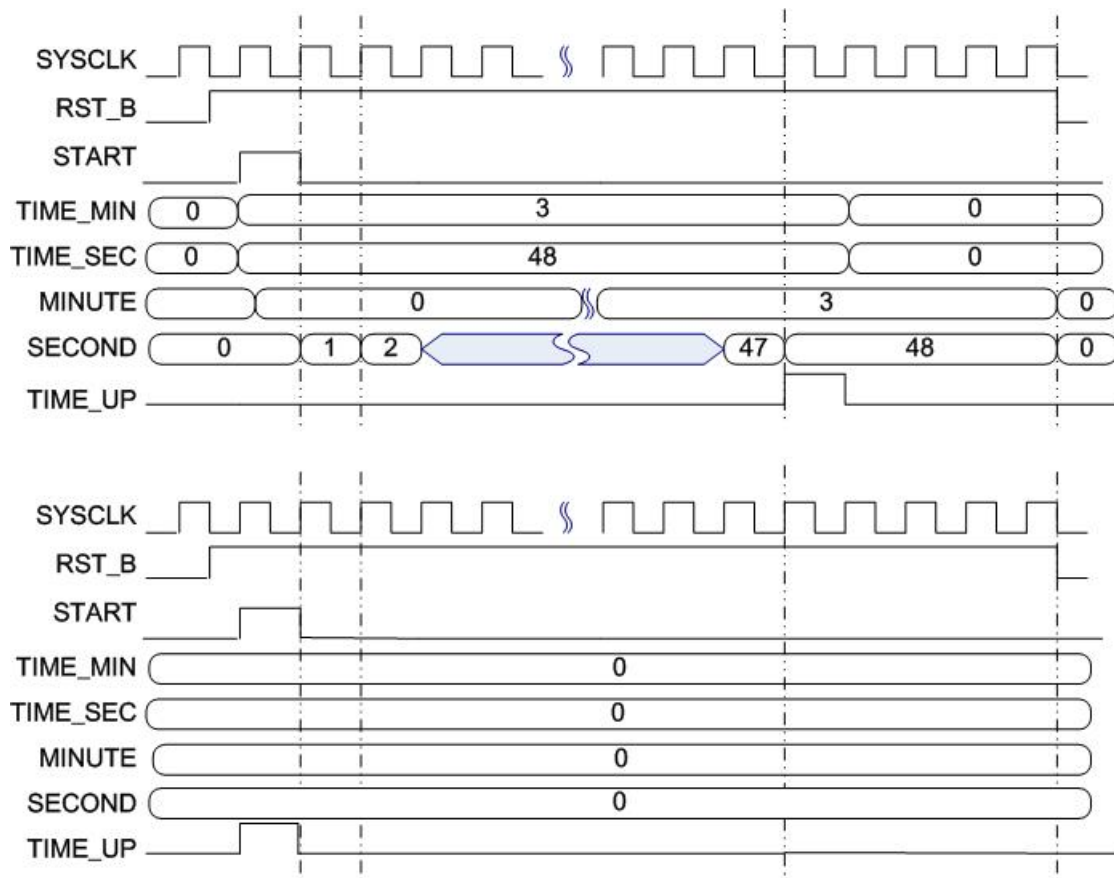 SYSCLK
RST_B
START
TIME_MIN 0 3 0
TIME_SEC 0 48 0
MINUTE 0 3 0
SECOND 0 1 2 47 48 0
TIME_UP
SYSCLK
RST_B
START
TIME_MIN 0
TIME_SEC 0
MINUTE 0
SECOND 0
TIME_UP